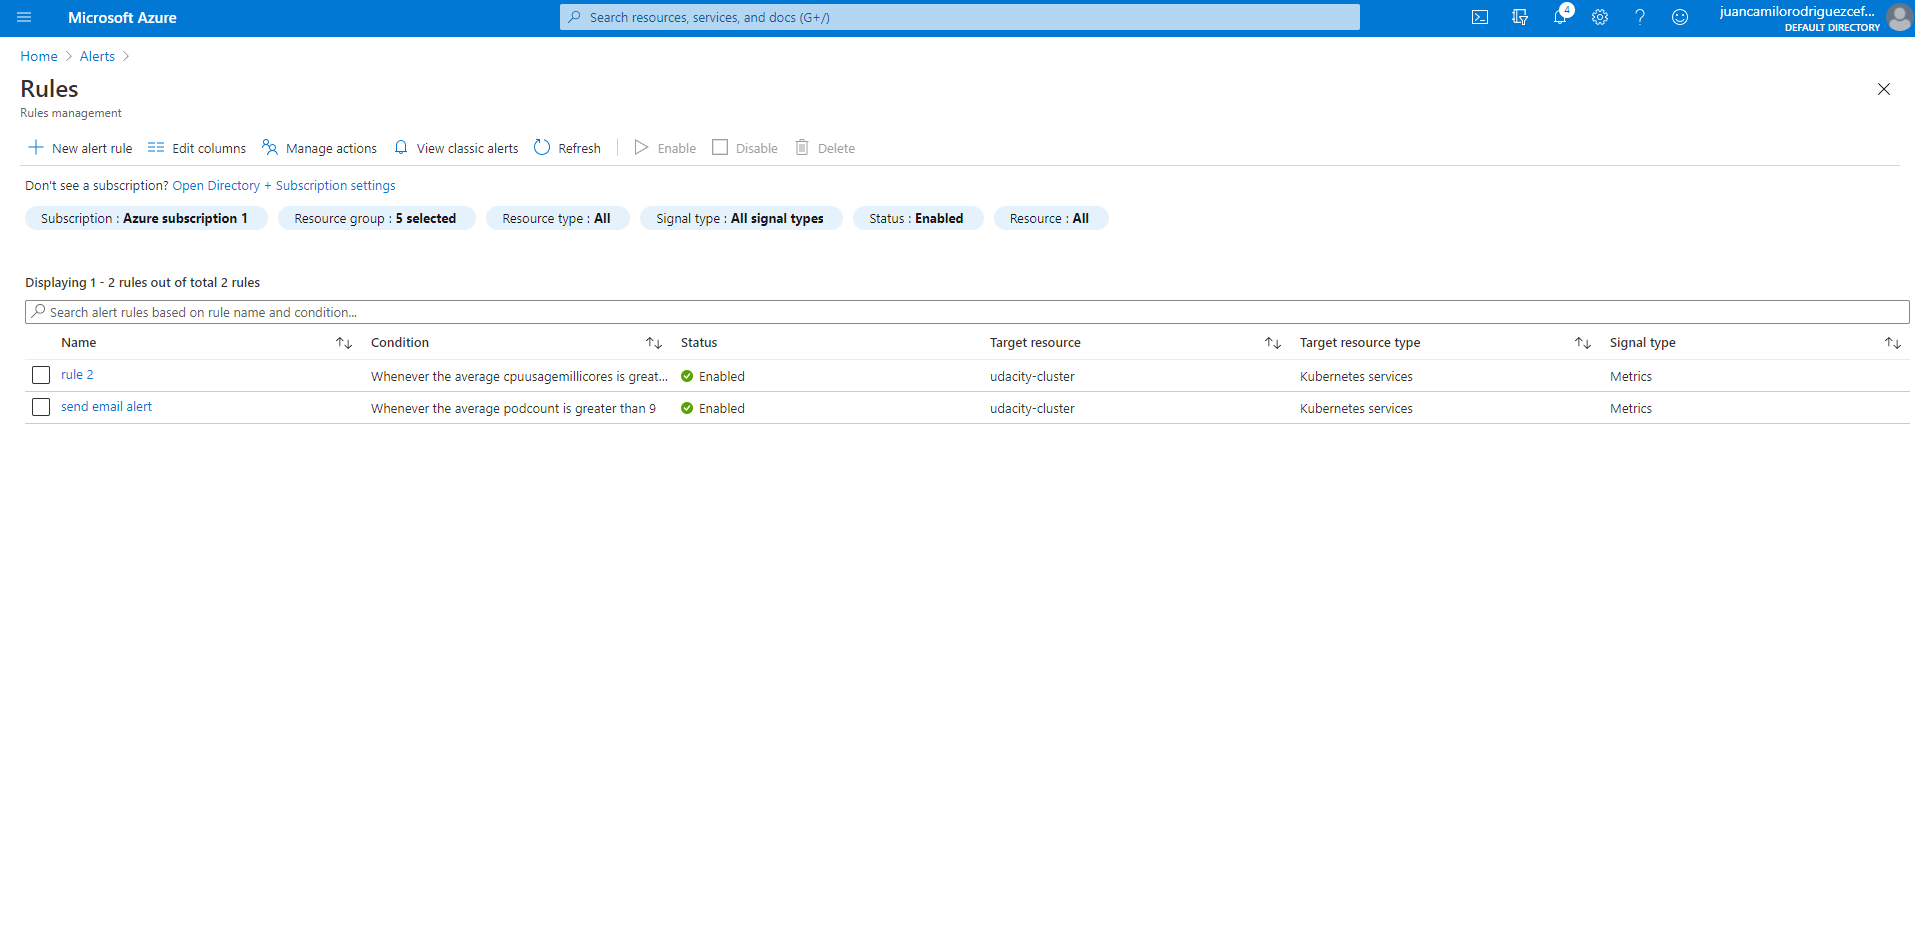 Microsoft Azure
Search resources, services, and docs (G+/)
4
juancamilorodriguezcef...
DEFAULT DIRECTORY
Home > Alerts >
Rules
Rules management
New alert rule Edit columns Manage actions View classic alerts Refresh Enable Disable Delete
Don't see a subscription? Open Directory + Subscription settings
Subscription : Azure subscription 1 Resource group : 5 selected Resource type : All Signal type : All signal types Status : Enabled Resource : All
Displaying 1 - 2 rules out of total 2 rules
Search alert rules based on rule name and condition...
Name Condition Status Target resource Target resource type Signal type
rule 2 Whenever the average cpuusagemillicores is great... Enabled udacity-cluster Kubernetes services Metrics
send email alert Whenever the average podcount is greater than 9 Enabled udacity-cluster Kubernetes services Metrics